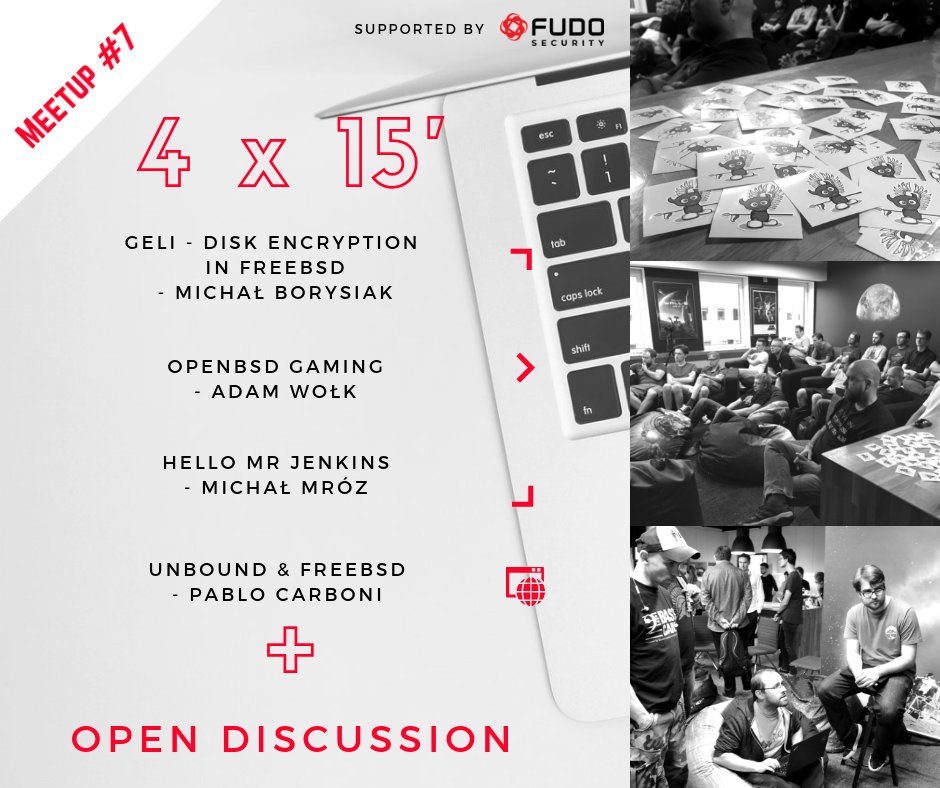 MEETUP #7
SUPPORTED BY FUDO SECURITY
4 x 15'
GELI - DISK ENCRYPTION
IN FREEBSD
- MICHAŁ BORYSIAK
OPENBSD GAMING
- ADAM WOŁK
HELLO MR JENKINS
- MICHAŁ MRÓZ
UNBOUND & FREEBSD
- PABLO CARBONI
+
OPEN DISCUSSION
esc
F1
~
!
1
tab
caps lock
shift
fn